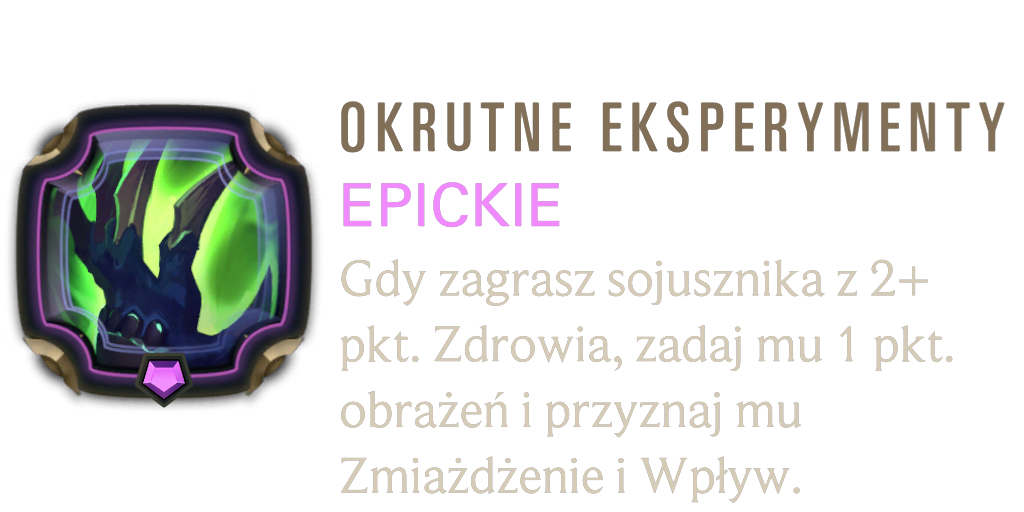 OKRUTNE EKSPERYMENTY
EPICKIE
Gdy zagrasz sojusznika z 2+
pkt. Zdrowia, zadaj mu 1 pkt.
obrażeń i przyznaj mu
Zmiażdżenie i Wpływ.